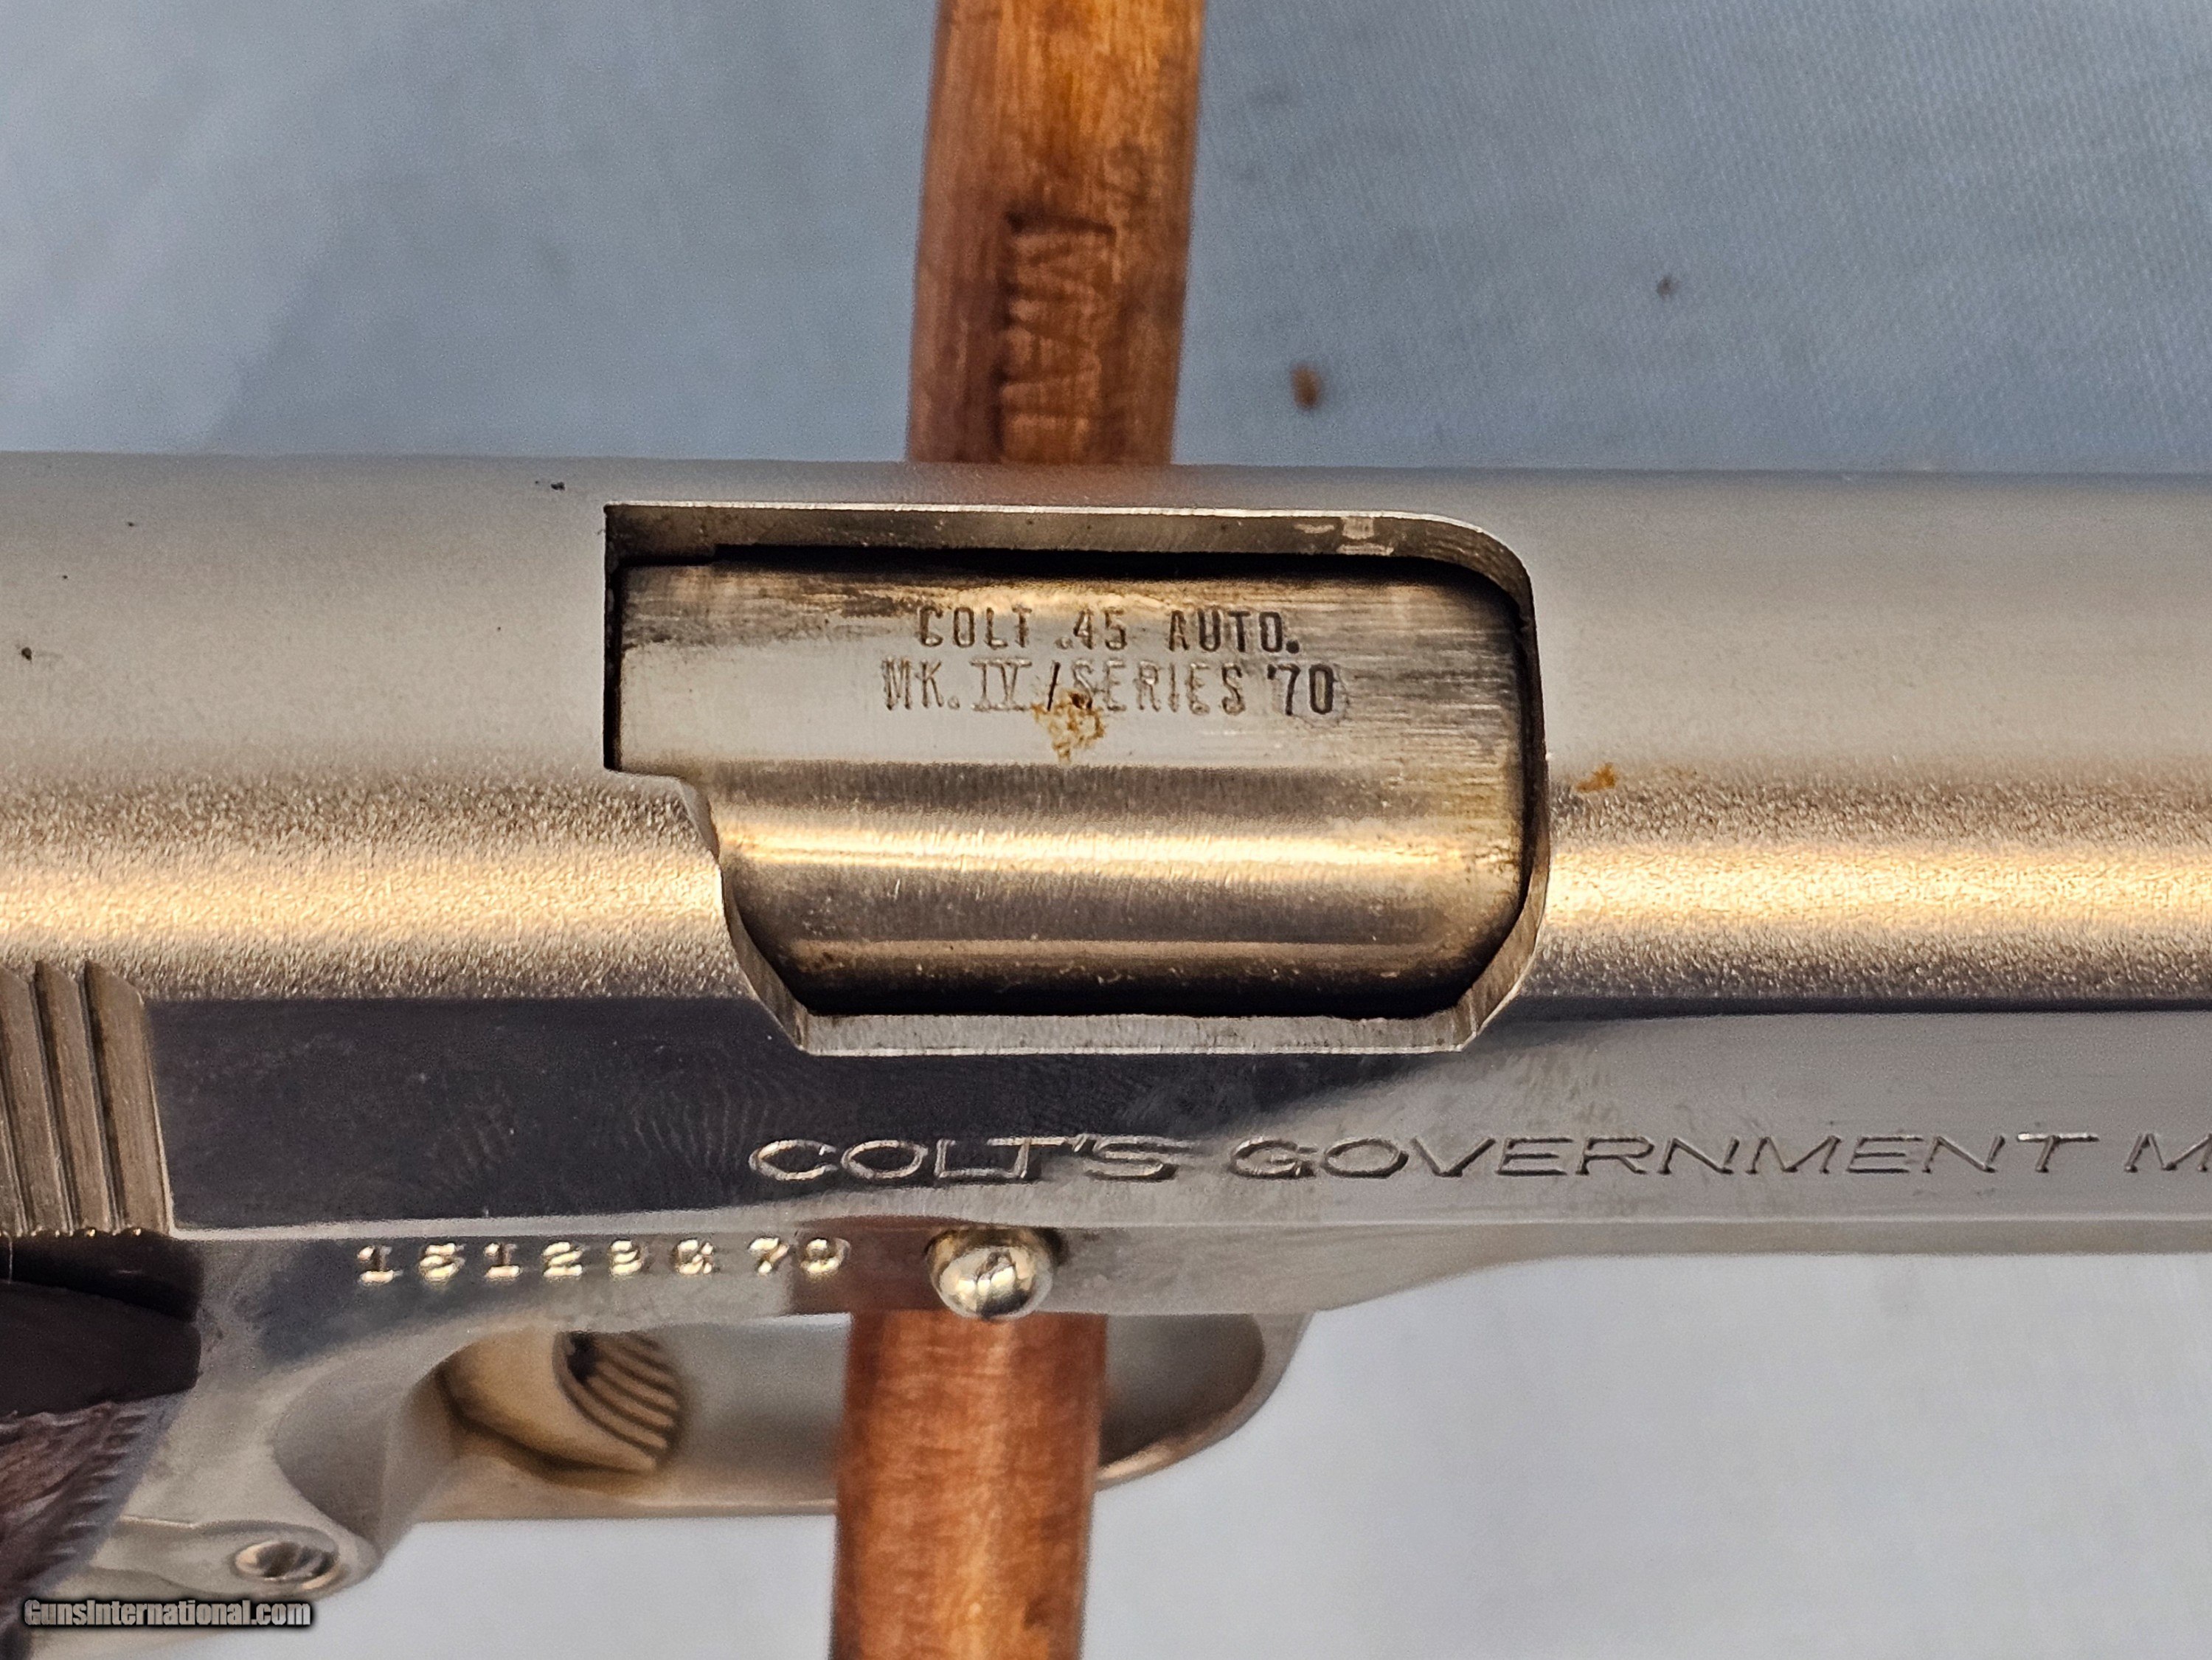 COLT .45 AUTO.
MK. IV / SERIES '70
COLT'S GOVERNMENT M
GunsInternational.com